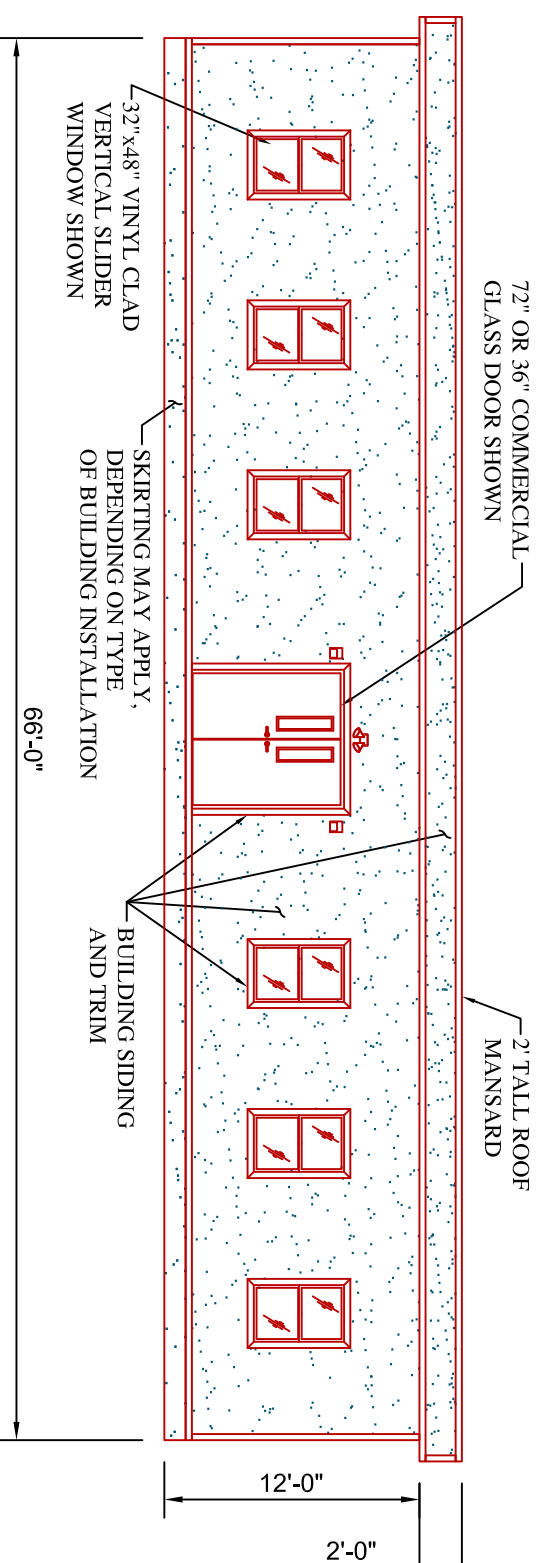 72" OR 36" COMMERCIAL
GLASS DOOR SHOWN
2' TALL ROOF
MANSARD
32"x48" VINYL CLAD
VERTICAL SLIDER
WINDOW SHOWN
SKIRTING MAY APPLY,
DEPENDING ON TYPE
OF BUILDING INSTALLATION
BUILDING SIDING
AND TRIM
66'-0"
12'-0"
2'-0"